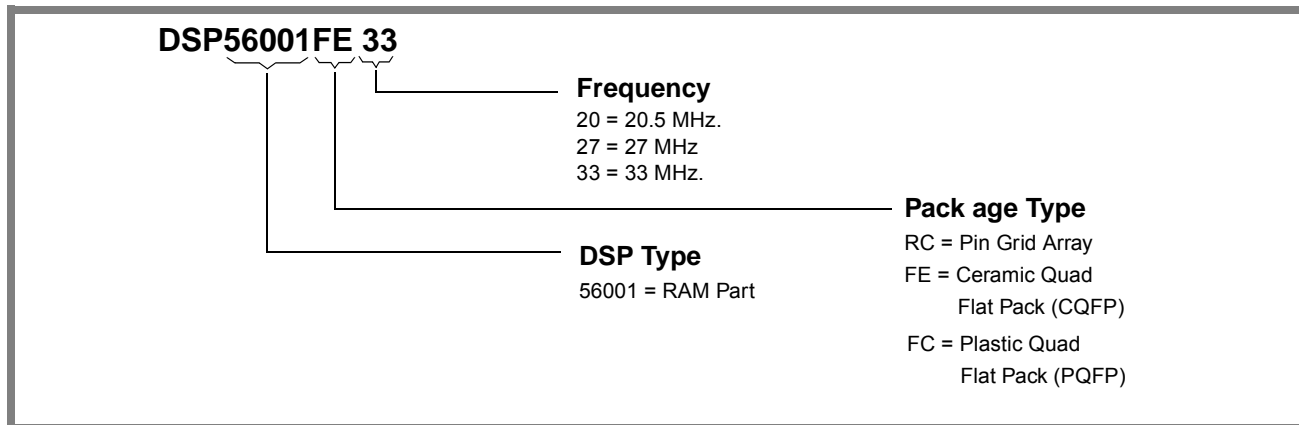 DSP56001FE 33
Frequency
20 = 20.5 MHz.
27 = 27 MHz
33 = 33 MHz.
Pack age Type
RC = Pin Grid Array
FE = Ceramic Quad
Flat Pack (CQFP)
FC = Plastic Quad
Flat Pack (PQFP)
DSP Type
56001 = RAM Part